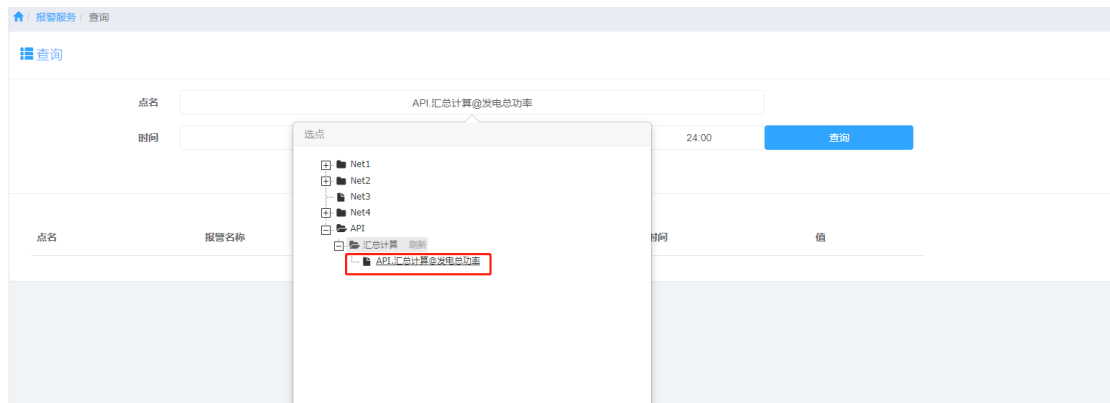 / 报警服务 / 查询
查询
点名 API.汇总计算@发电总功率
时间 24:00 查询
选点
Net1
Net2
Net3
Net4
API
汇总计算 刷新
API.汇总计算@发电总功率
点名 报警名称 时间 值